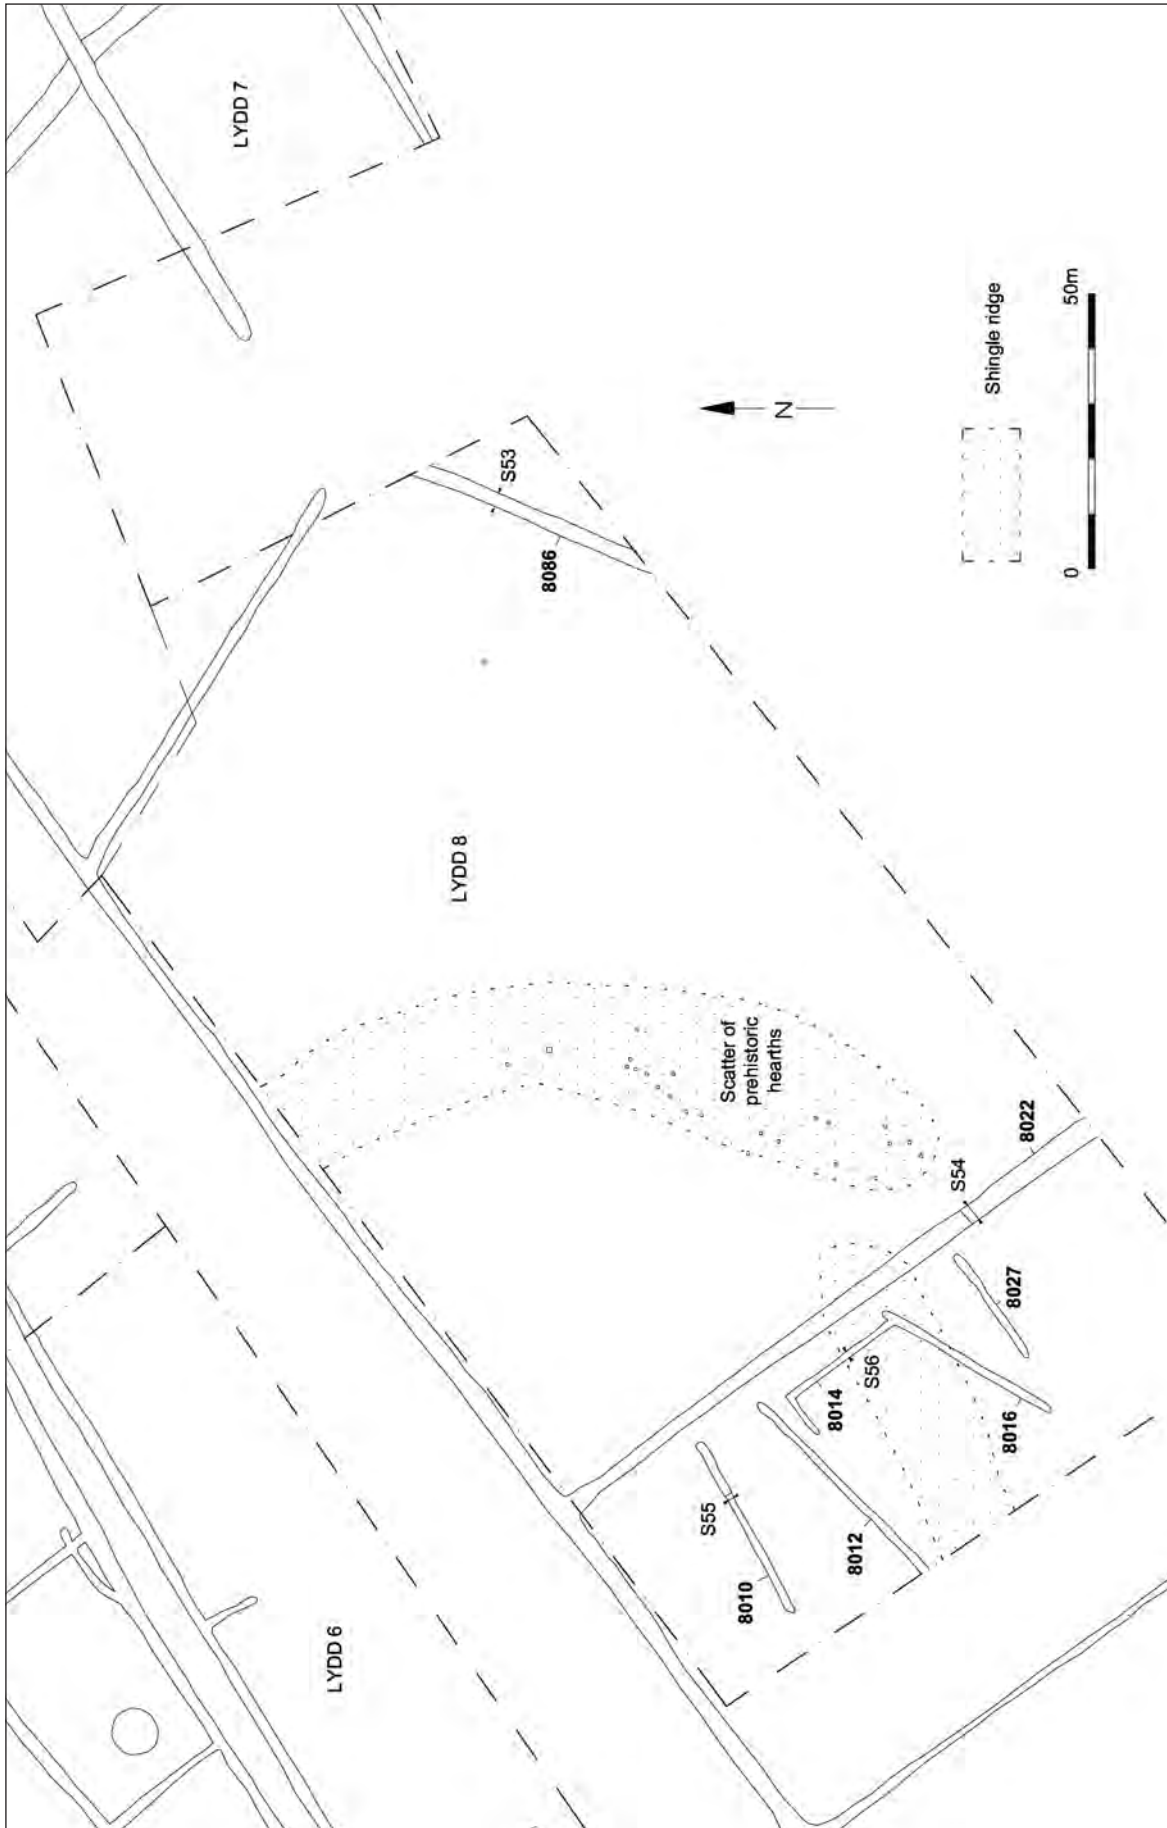 LYDD 7
LYDD 6
LYDD 8
S53
8086
Scatter of
prehistoric
hearths
S54
8022
8027
8014
S56
8016
S55
8012
8010
N
Shingle ridge
0
50m